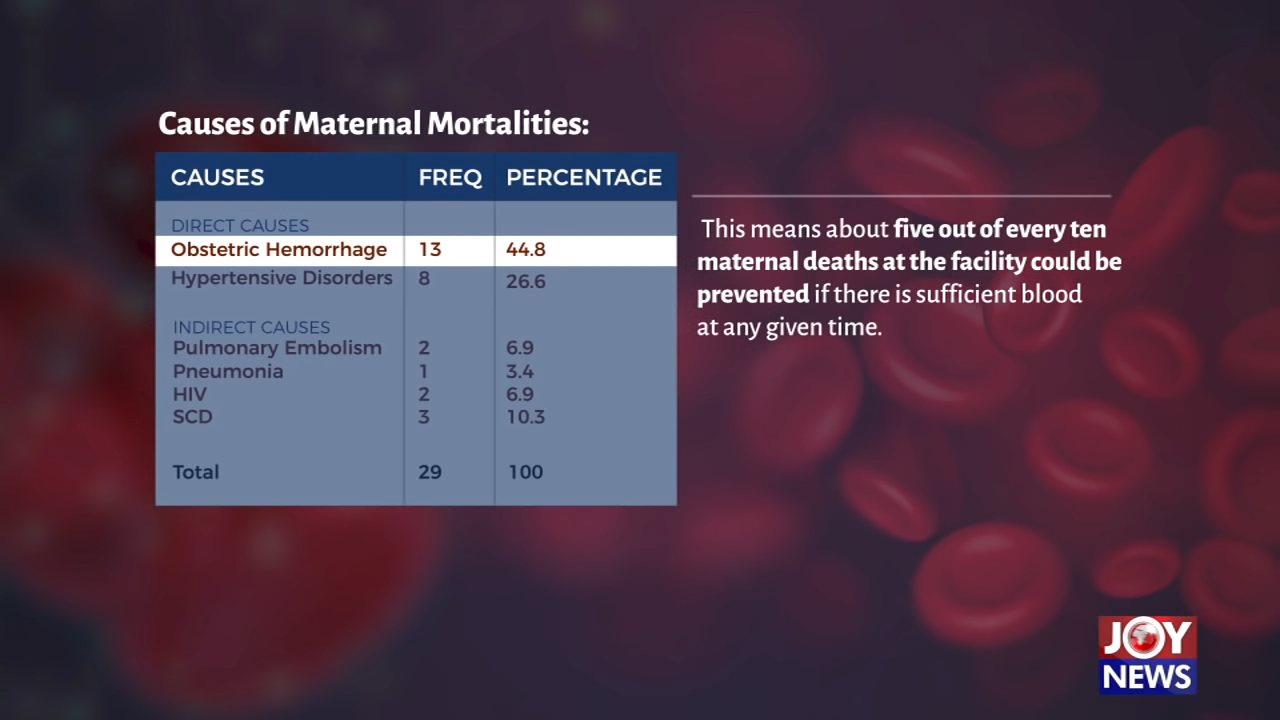 Causes of Maternal Mortalities:
CAUSES FREQ PERCENTAGE
DIRECT CAUSES
Obstetric Hemorrhage 13 44.8
Hypertensive Disorders 8 26.6
INDIRECT CAUSES
Pulmonary Embolism 2 6.9
Pneumonia 1 3.4
HIV 2 6.9
SCD 3 10.3
Total 29 100
This means about five out of every ten
maternal deaths at the facility could be
prevented if there is sufficient blood
at any given time.
JOY
NEWS